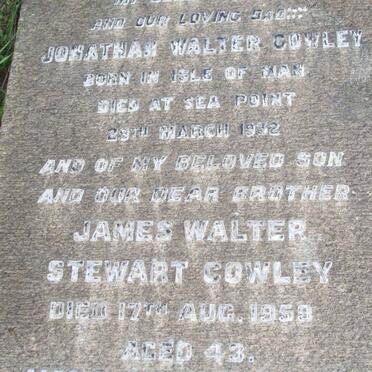 AND OUR LOVING DAD
JONATHAN WALTER COWLEY
BORN IN ISLE OF MAN
DIED AT SEA POINT
29TH MARCH 1932
AND OF MY BELOVED SON
AND OUR DEAR BROTHER
JAMES WALTER
STEWART COWLEY
DIED 17TH AUG. 1959
AGED 43.